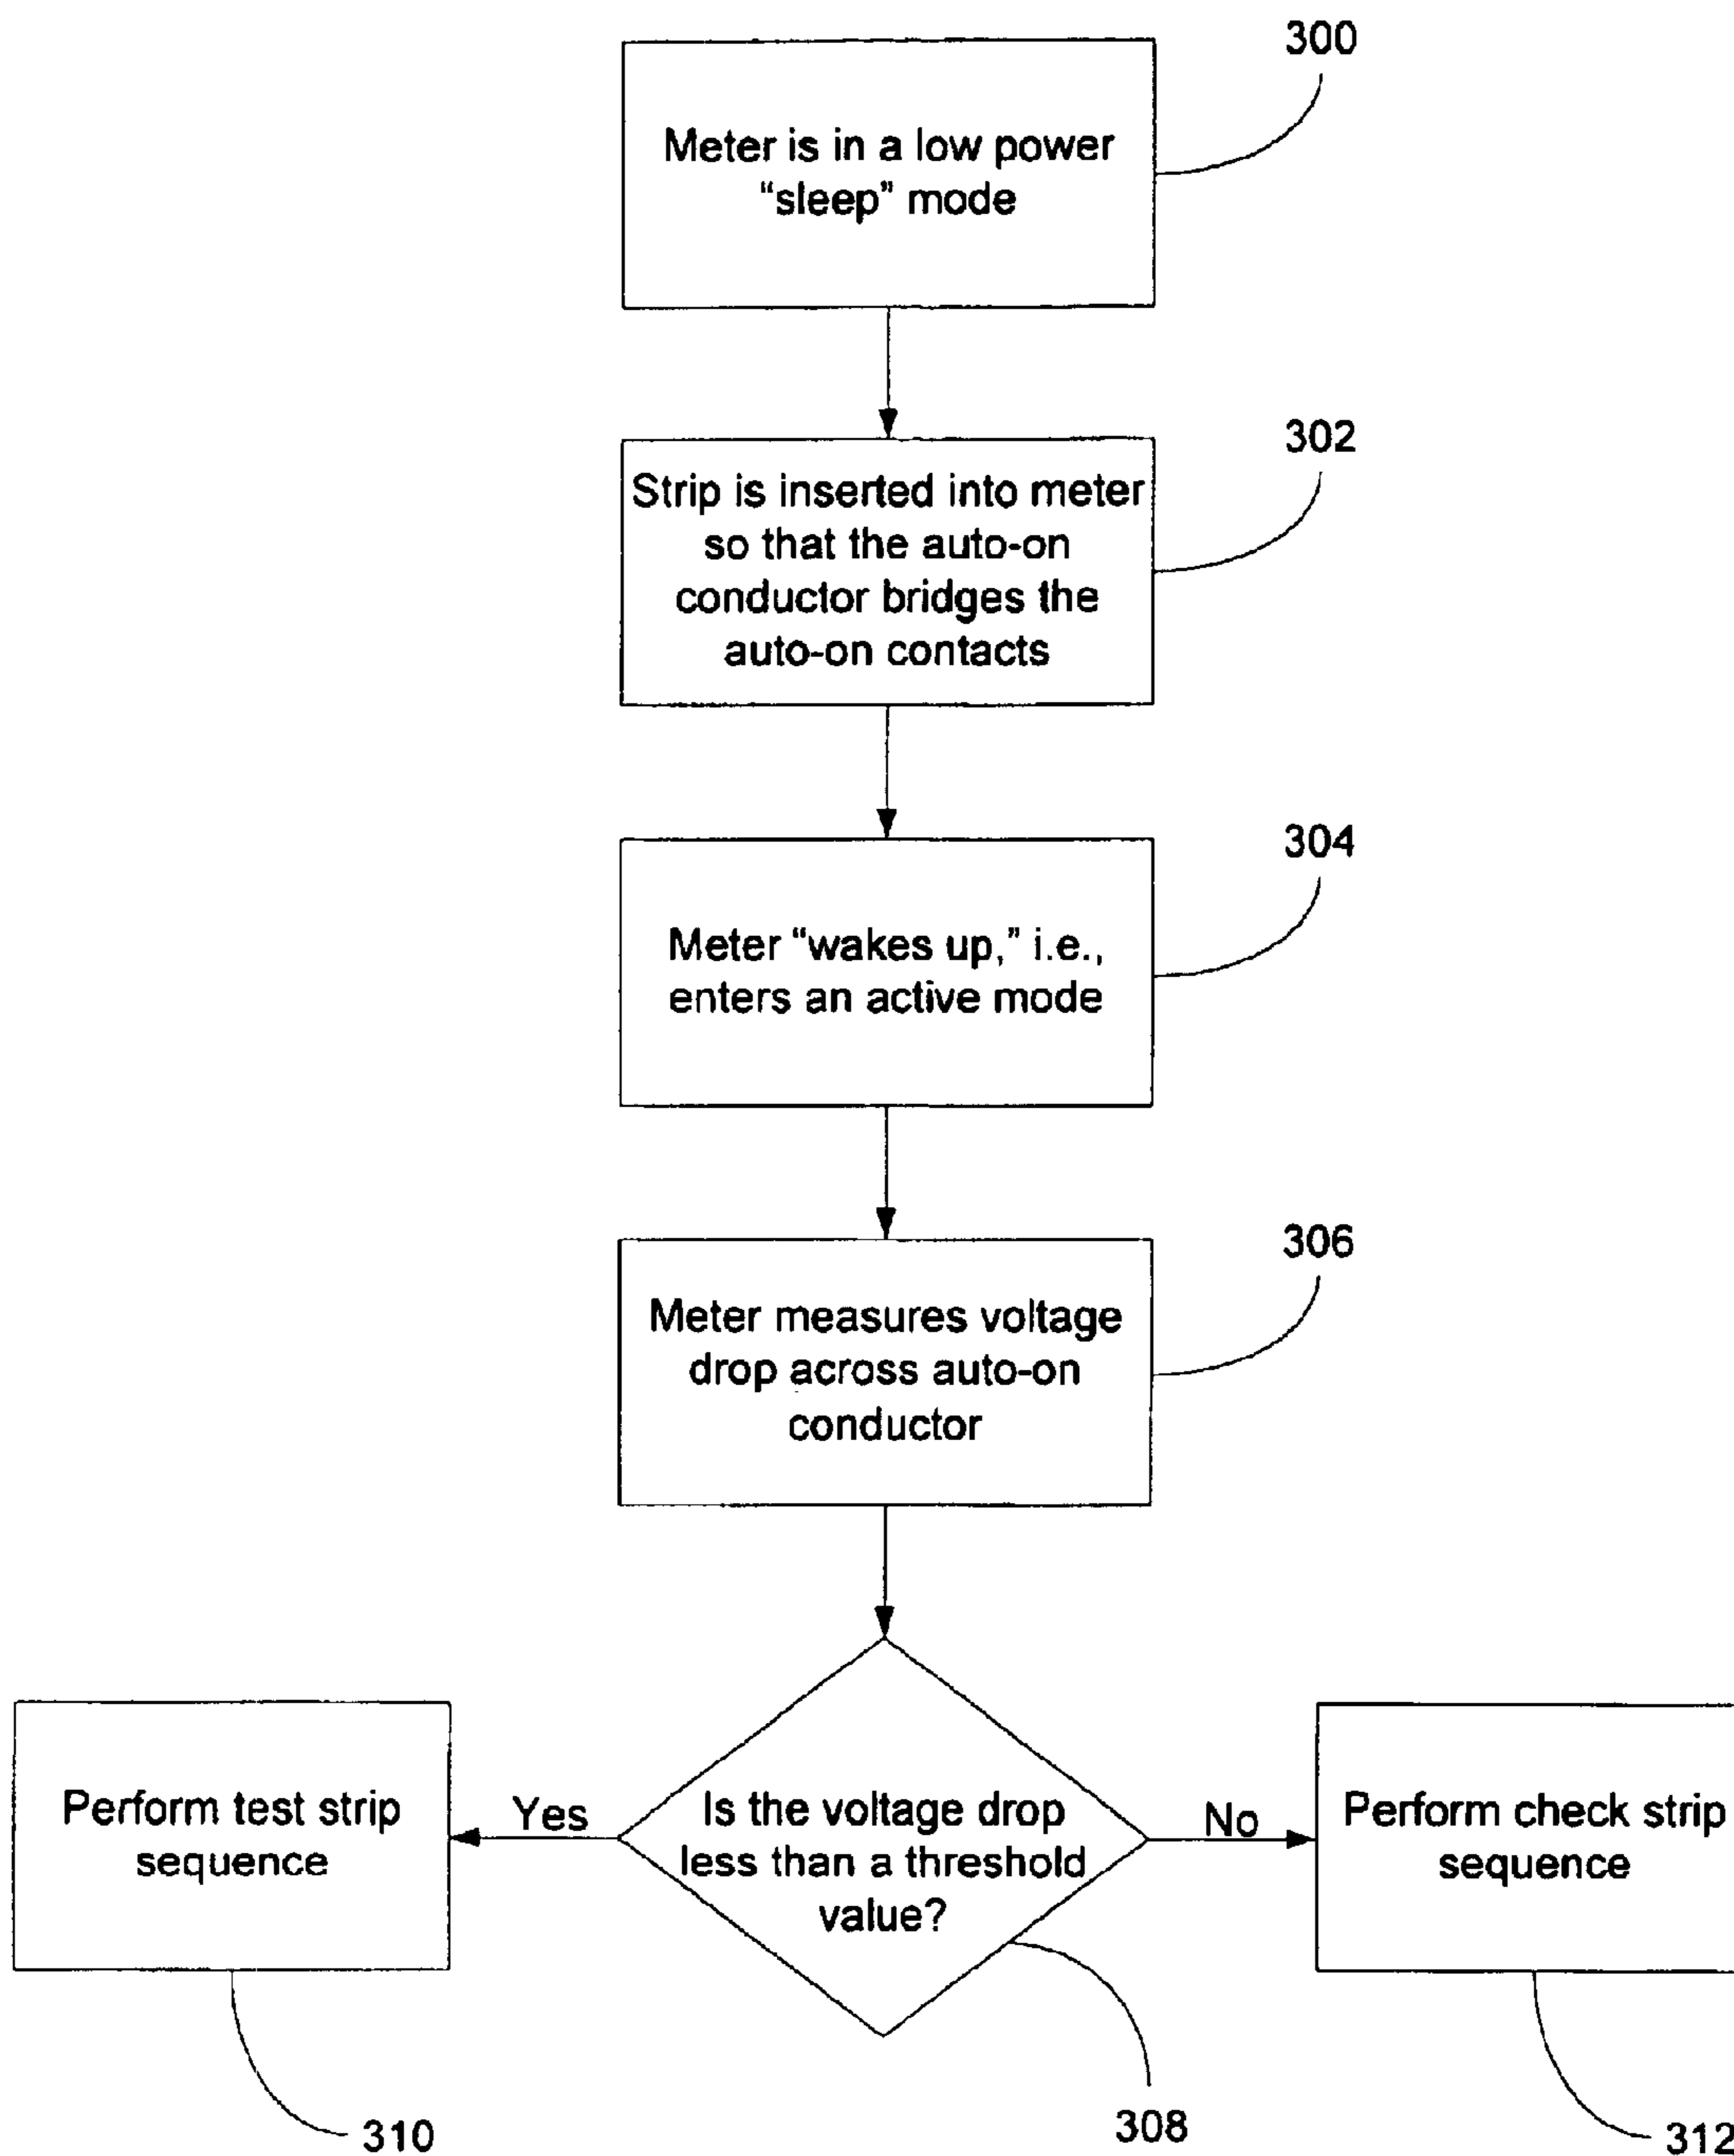 300
Meter is in a low power
“sleep” mode
302
Strip is inserted into meter
so that the auto-on
conductor bridges the
auto-on contacts
304
Meter “wakes up,” i.e.,
enters an active mode
306
Meter measures voltage
drop across auto-on
conductor
Perform test strip
sequence
Yes
Is the voltage drop
less than a threshold
value?
No
Perform check strip
sequence
310
308
312